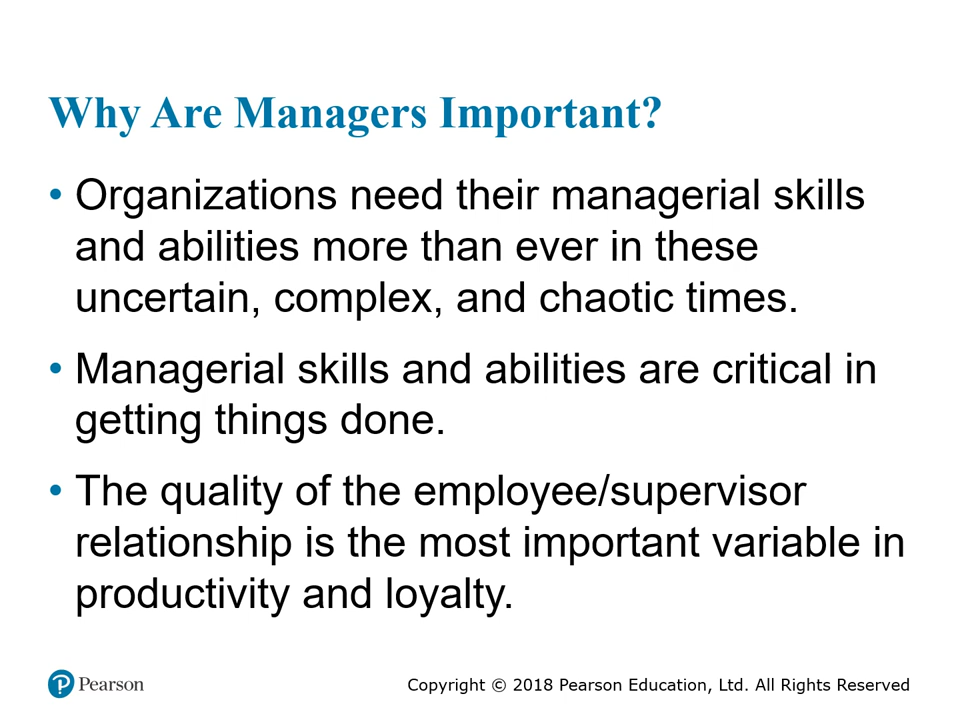 Why Are Managers Important?
• Organizations need their managerial skills
and abilities more than ever in these
uncertain, complex, and chaotic times.
• Managerial skills and abilities are critical in
getting things done.
• The quality of the employee/supervisor
relationship is the most important variable in
productivity and loyalty.
P Pearson
Copyright © 2018 Pearson Education, Ltd. All Rights Reserved